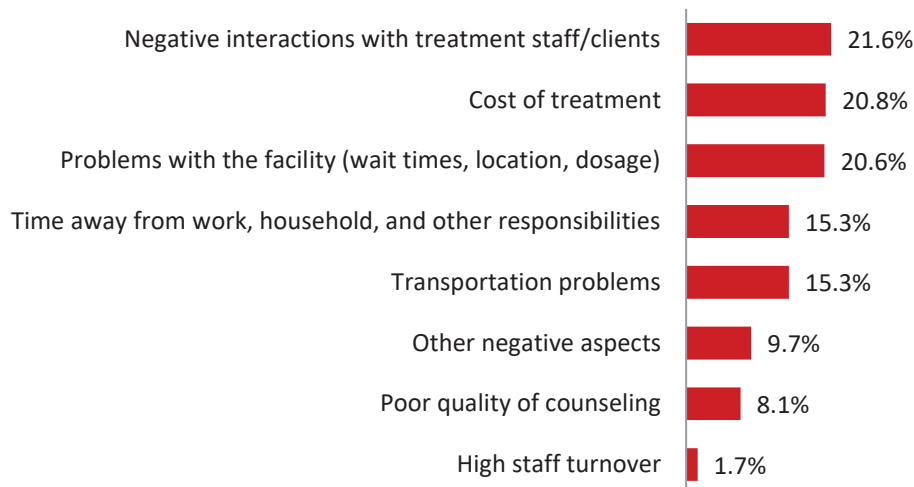 Negative interactions with treatment staff/clients 21.6%
Cost of treatment 20.8%
Problems with the facility (wait times, location, dosage) 20.6%
Time away from work, household, and other responsibilities 15.3%
Transportation problems 15.3%
Other negative aspects 9.7%
Poor quality of counseling 8.1%
High staff turnover 1.7%